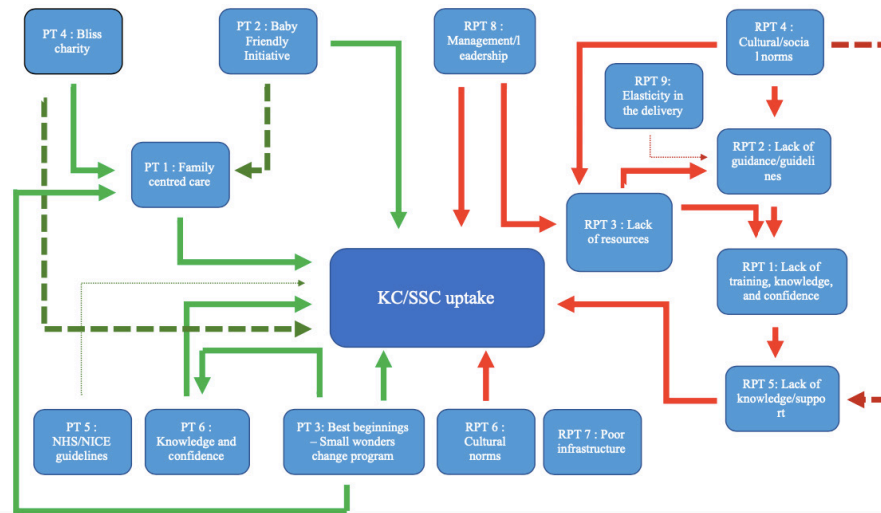 PT 4 : Bliss
charity
PT 2 : Baby
Friendly
Initiative
RPT 8 :
Management/l
eadership
RPT 4 :
Cultural/socia
l norms
RPT 9:
Elasticity in
the delivery
RPT 2 : Lack of
guidance/guideli
nes
PT 1 : Family
centred care
RPT 3 : Lack
of resources
KC/SSC uptake
RPT 1: Lack of
training, knowledge,
and confidence
RPT 5: Lack of
knowledge/suppo
rt
PT 5 :
NHS/NICE
guidelines
PT 6 :
Knowledge and
confidence
PT 3: Best beginnings
– Small wonders
change program
RPT 6 :
Cultural
norms
RPT 7 : Poor
infrastructure